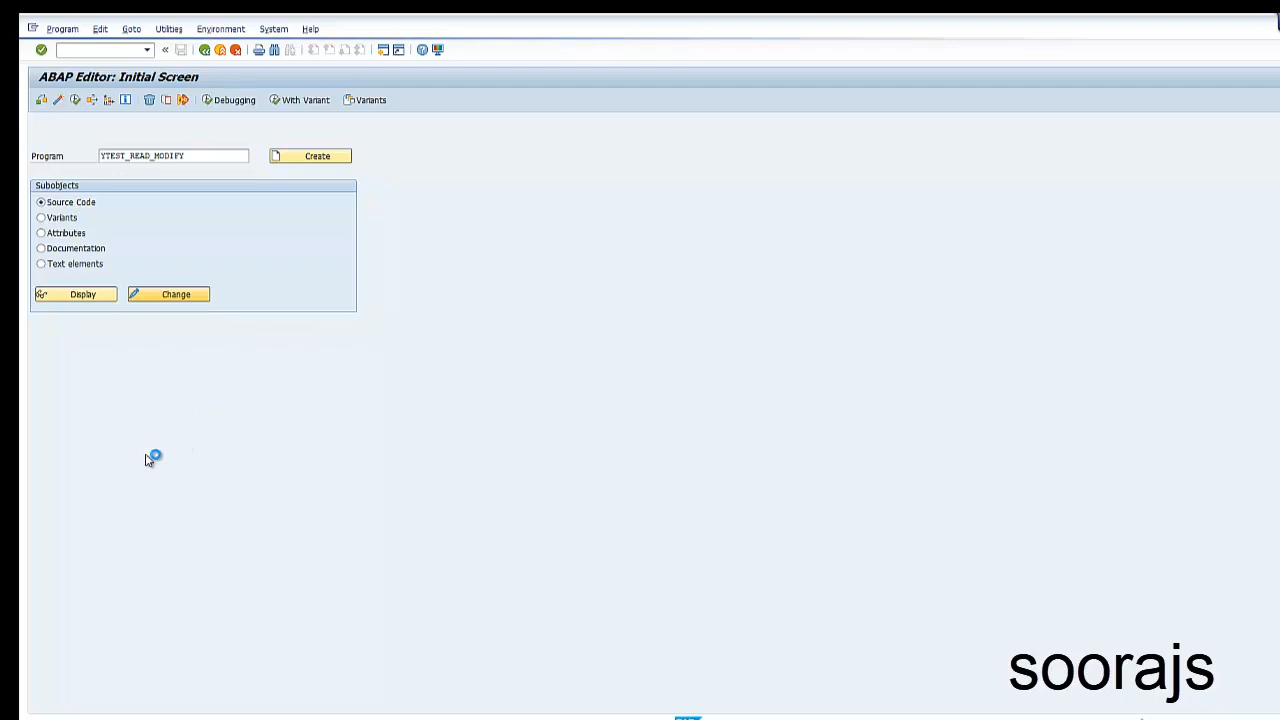 Program Edit Goto Utilities Environment System Help
ABAP Editor: Initial Screen
Debugging With Variant Variants
Program YTEST_READ_MODIFY Create
Subobjects
Source Code
Variants
Attributes
Documentation
Text elements
Display Change
soorajs